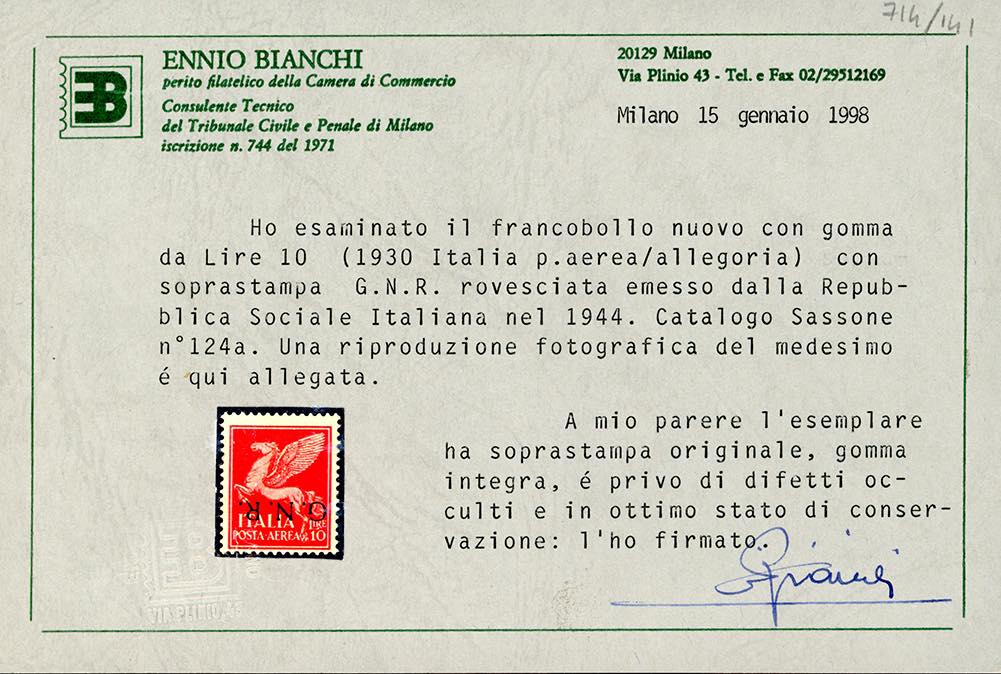 714/141
ENNIO BIANCHI
perito filatelico della Camera di Commercio
Consulente Tecnico
del Tribunale Civile e Penale di Milano
iscrizione n. 744 del 1971
20129 Milano
Via Plinio 43 - Tel. e Fax 02/29512169
Milano 15 gennaio 1998
Ho esaminato il francobollo nuovo con gomma
da Lire 10 (1930 Italia p.aerea/allegoria) con
soprastampa G.N.R. rovesciata emesso dalla Repub-
blica Sociale Italiana nel 1944. Catalogo Sassone
n°124a. Una riproduzione fotografica del medesimo
é qui allegata.
G.N.R.
ITALIA LIRE
POSTA AEREA 10
A mio parere l'esemplare
ha soprastampa originale, gomma
integra, é privo di difetti oc-
culti e in ottimo stato di conser-
vazione: l'ho firmato.
VIA PLINIO